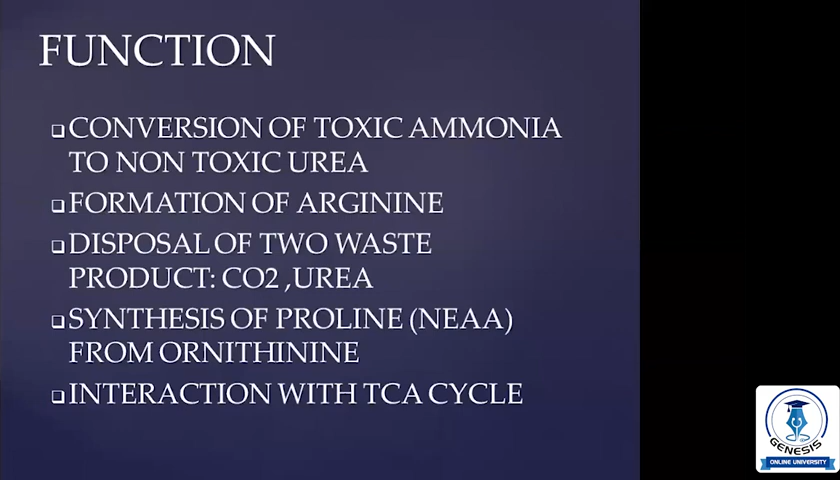 FUNCTION
❑CONVERSION OF TOXIC AMMONIA
TO NON TOXIC UREA
❑FORMATION OF ARGININE
❑DISPOSAL OF TWO WASTE
PRODUCT: CO2 ,UREA
❑SYNTHESIS OF PROLINE (NEAA)
FROM ORNITHININE
❑INTERACTION WITH TCA CYCLE
GENESIS
ONLINE UNIVERSITY